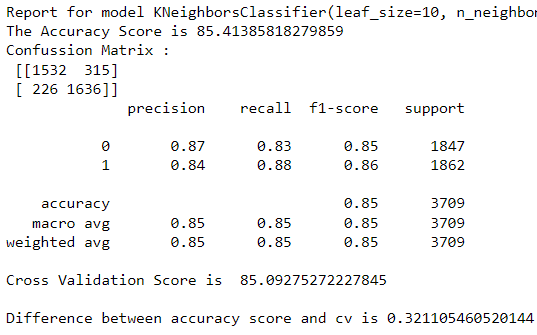 Report for model KNeighborsClassifier(leaf_size=10, n_neighbo
The Accuracy Score is 85.41385818279859
Confussion Matrix :
[[1532 315]
[ 226 1636]]
precision recall f1-score support
0 0.87 0.83 0.85 1847
1 0.84 0.88 0.86 1862
accuracy 0.85 3709
macro avg 0.85 0.85 0.85 3709
weighted avg 0.85 0.85 0.85 3709
Cross Validation Score is 85.09275272227845
Difference between accuracy score and cv is 0.321105460520144